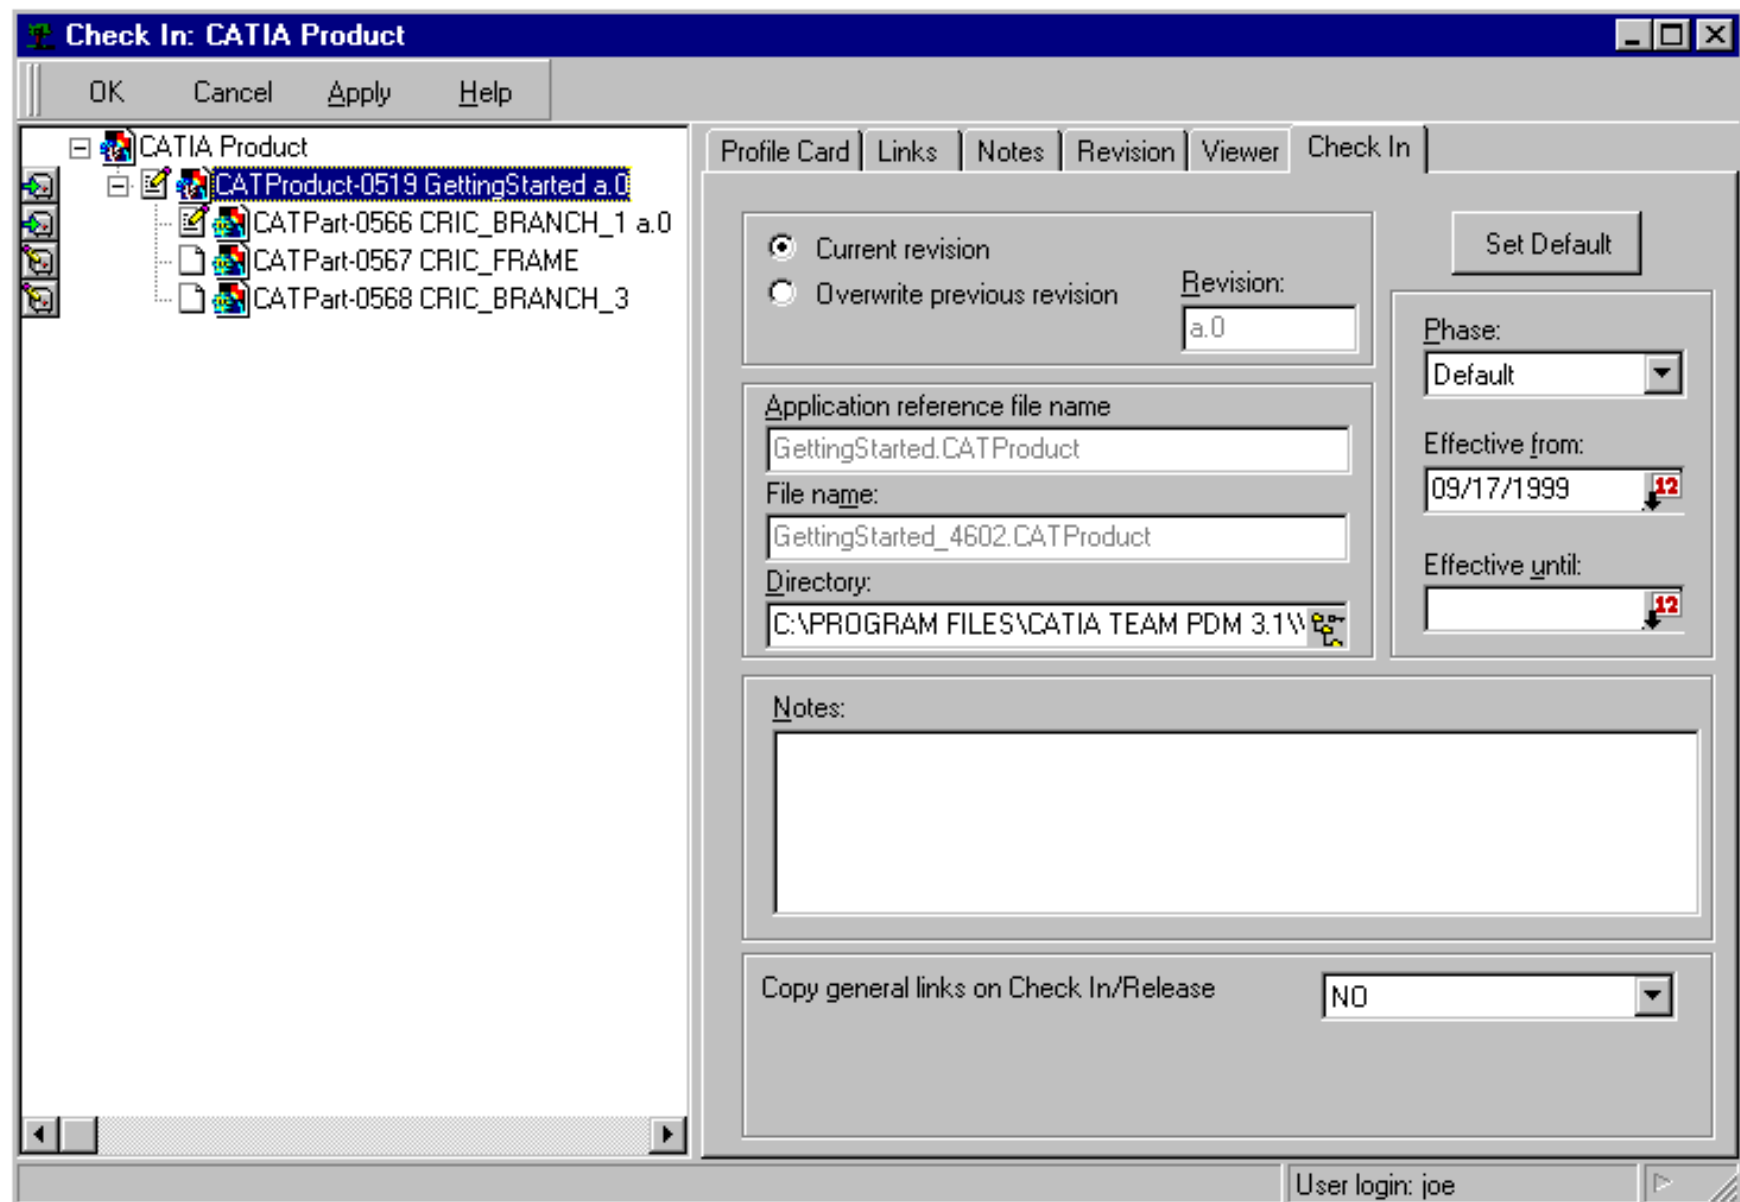 Check In: CATIA Product
OK Cancel Apply Help
CATIA Product
CATProduct-0519 GettingStarted a.0
CATPart-0566 CRIC_BRANCH_1 a.0
CATPart-0567 CRIC_FRAME
CATPart-0568 CRIC_BRANCH_3
Profile Card Links Notes Revision Viewer Check In
Current revision
Overwrite previous revision
Revision:
a.0
Set Default
Phase:
Default
Effective from:
09/17/1999
12
Effective until:
12
Application reference file name
GettingStarted.CATProduct
File name:
GettingStarted_4602.CATProduct
Directory:
C:\PROGRAM FILES\CATIA TEAM PDM 3.1\\
Notes:
Copy general links on Check In/Release
NO
User login: joe